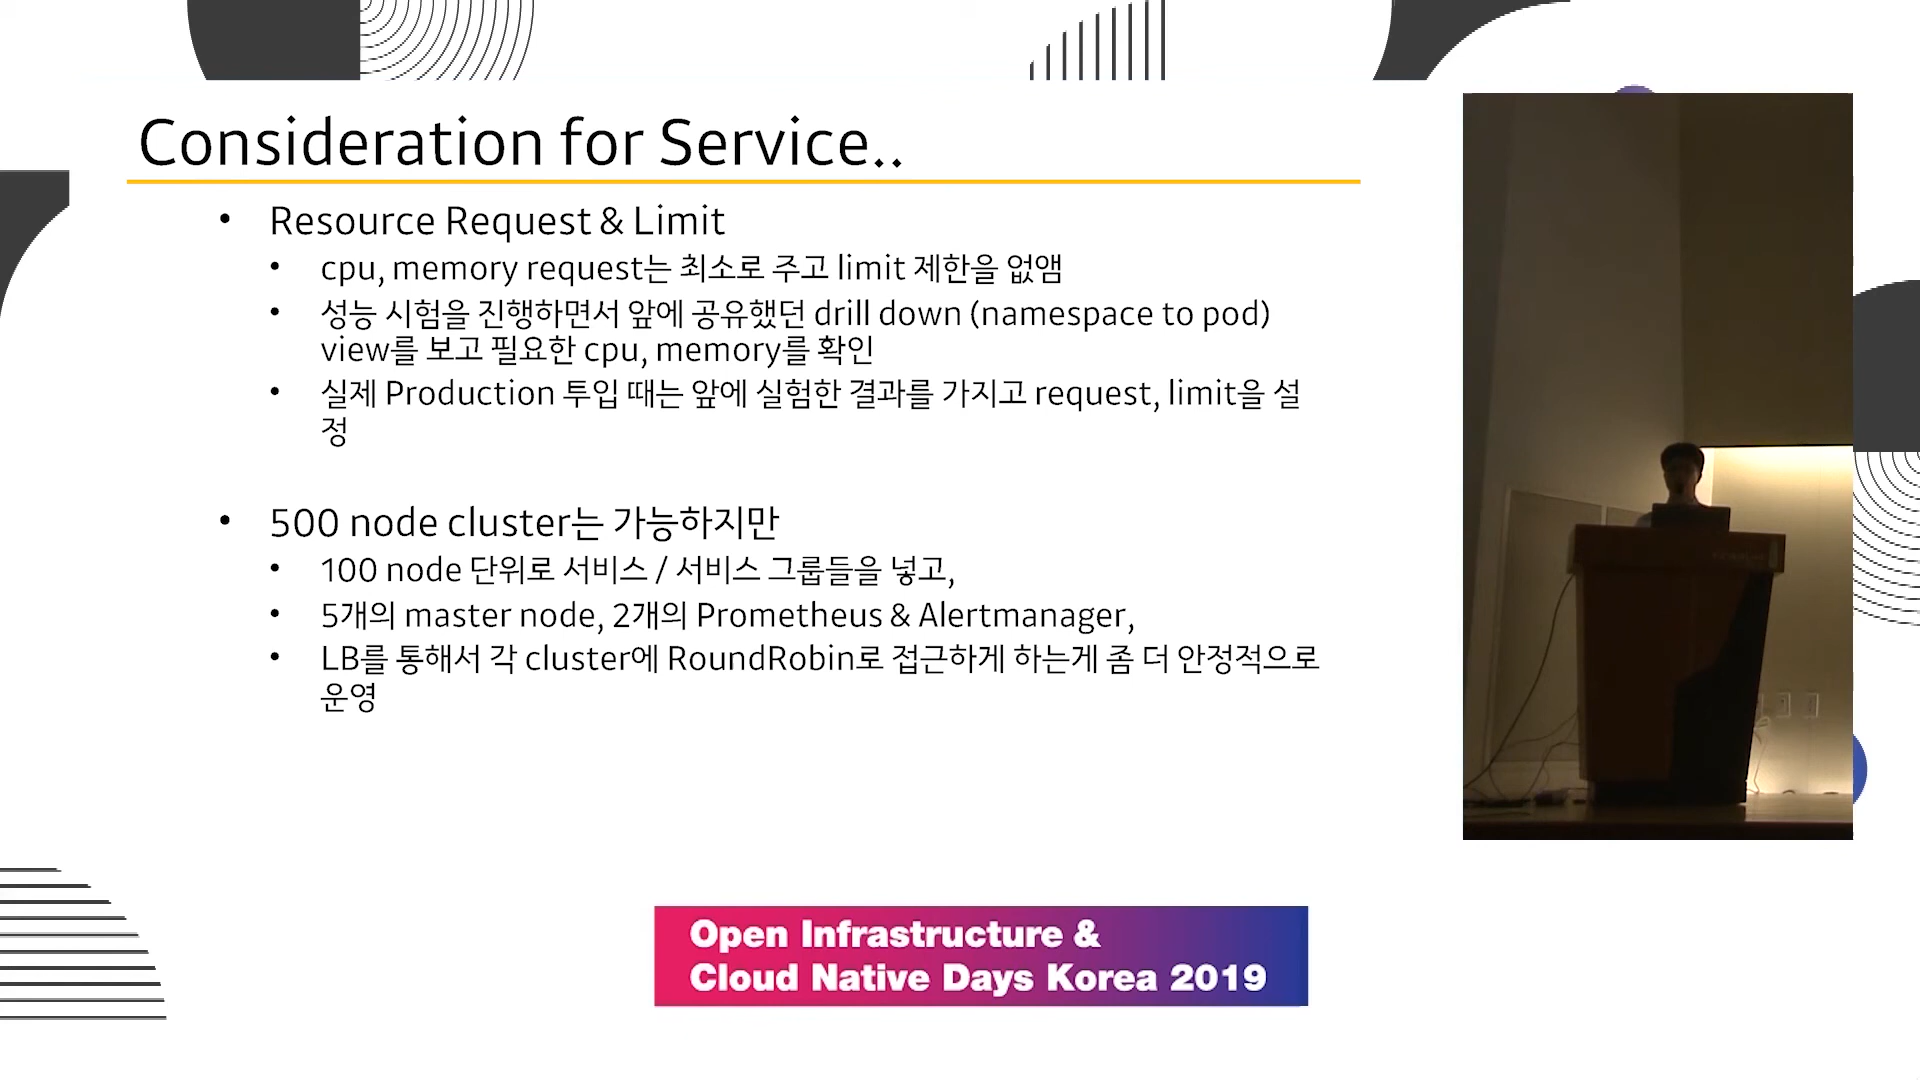 Consideration for Service..
• Resource Request & Limit
• cpu, memory request는 최소로 주고 limit 제한을 없앰
• 성능 시험을 진행하면서 앞에 공유했던 drill down (namespace to pod)
view를 보고 필요한 cpu, memory를 확인
• 실제 Production 투입 때는 앞에 실험한 결과를 가지고 request, limit을 설
정
• 500 node cluster는 가능하지만
• 100 node 단위로 서비스 / 서비스 그룹들을 넣고,
• 5개의 master node, 2개의 Prometheus & Alertmanager,
• LB를 통해서 각 cluster에 RoundRobin로 접근하게 하는게 좀 더 안정적으로
운영
Open Infrastructure &
Cloud Native Days Korea 2019